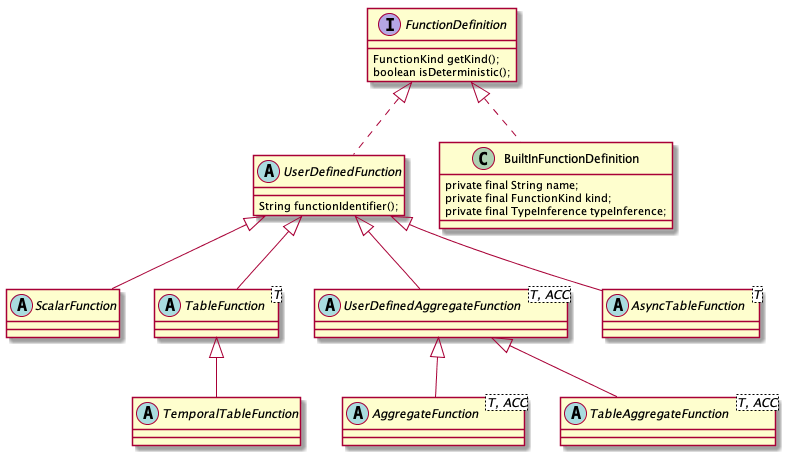 I FunctionDefinition
FunctionKind getKind();
boolean isDeterministic();
A UserDefinedFunction
String functionIdentifier();
C BuiltInFunctionDefinition
private final String name;
private final FunctionKind kind;
private final TypeInference typeInference;
A ScalarFunction
A TableFunction T
A UserDefinedAggregateFunction T, ACC
A AsyncTableFunction T
A TemporalTableFunction
A AggregateFunction T, ACC
A TableAggregateFunction T, ACC